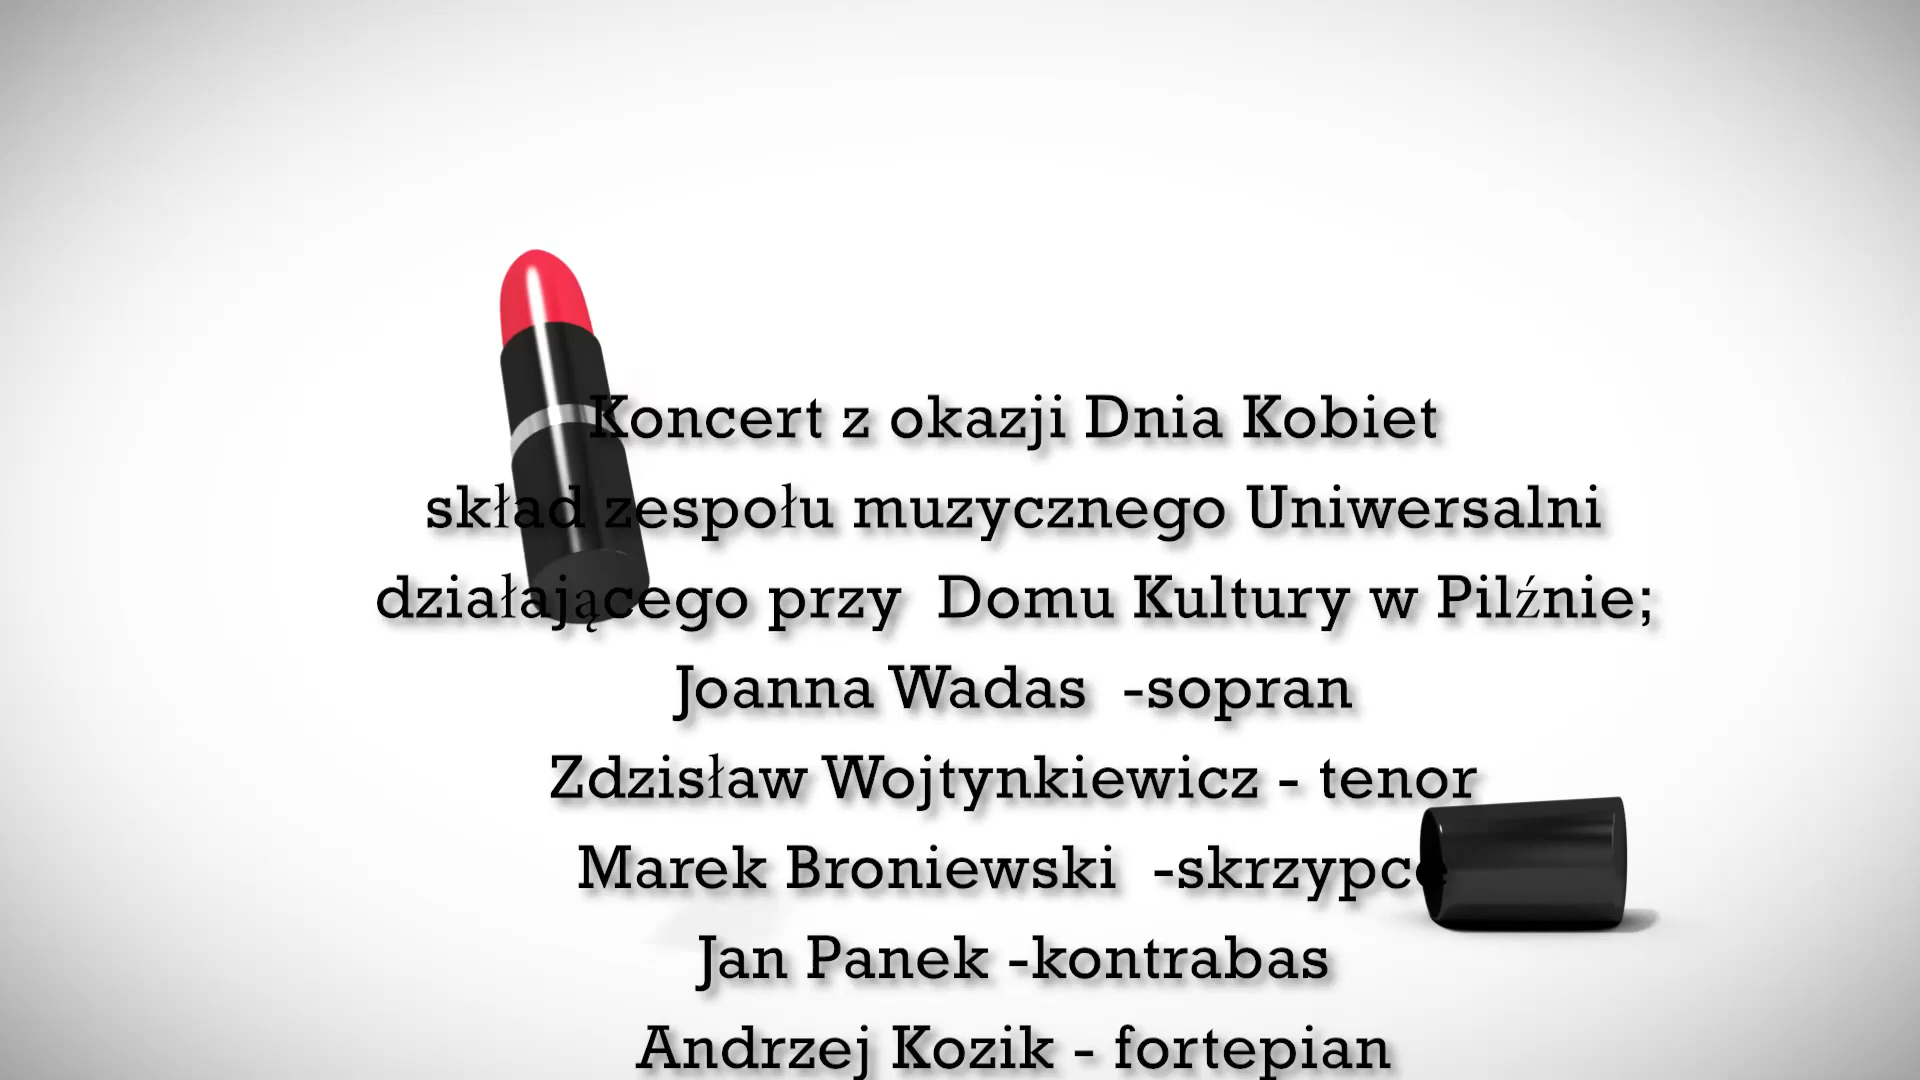 Koncert z okazji Dnia Kobiet
skład zespołu muzycznego Uniwersalni
działającego przy  Domu Kultury w Pilźnie;
Joanna Wadas  -sopran
Zdzisław Wojtynkiewicz - tenor
Marek Broniewski  -skrzypce
Jan Panek -kontrabas
Andrzej Kozik - fortepian